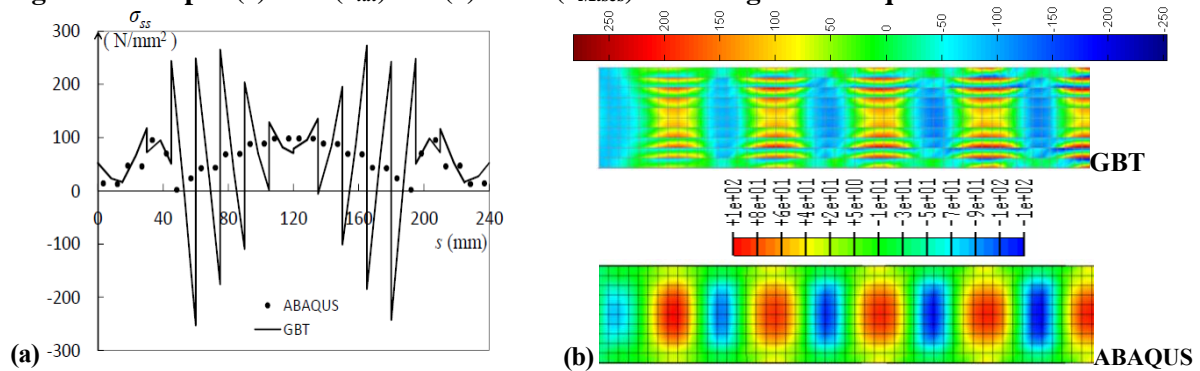 σss
( N/mm² )
300
200
100
0
-100
-200
-300
0
40
80
120
160
200
240
s (mm)
ABAQUS
GBT
(a)
250
200
150
100
50
0
-50
-100
-150
-200
-250
GBT
+1e+02
+8e+01
+6e+01
+4e+01
+2e+01
+5e+00
-1e+01
-3e+01
-5e+01
-7e+01
-9e+01
-1e+02
-1e+02
ABAQUS
(b)